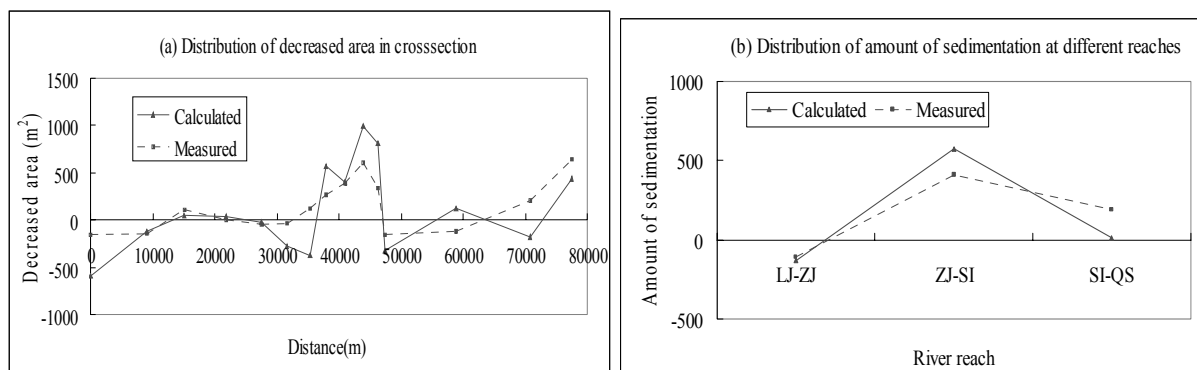 (a) Distribution of decreased area in crosssection
Decreased area (m²)
1500
1000
500
0
-500
-1000
Calculated
Measured
0 10000 20000 30000 40000 50000 60000 70000 80000
Distance(m)
(b) Distribution of amount of sedimentation at different reaches
Amount of sedimentation
1000
500
0
-500
Calculated Measured
LJ-ZJ ZJ-SI SI-QS
River reach